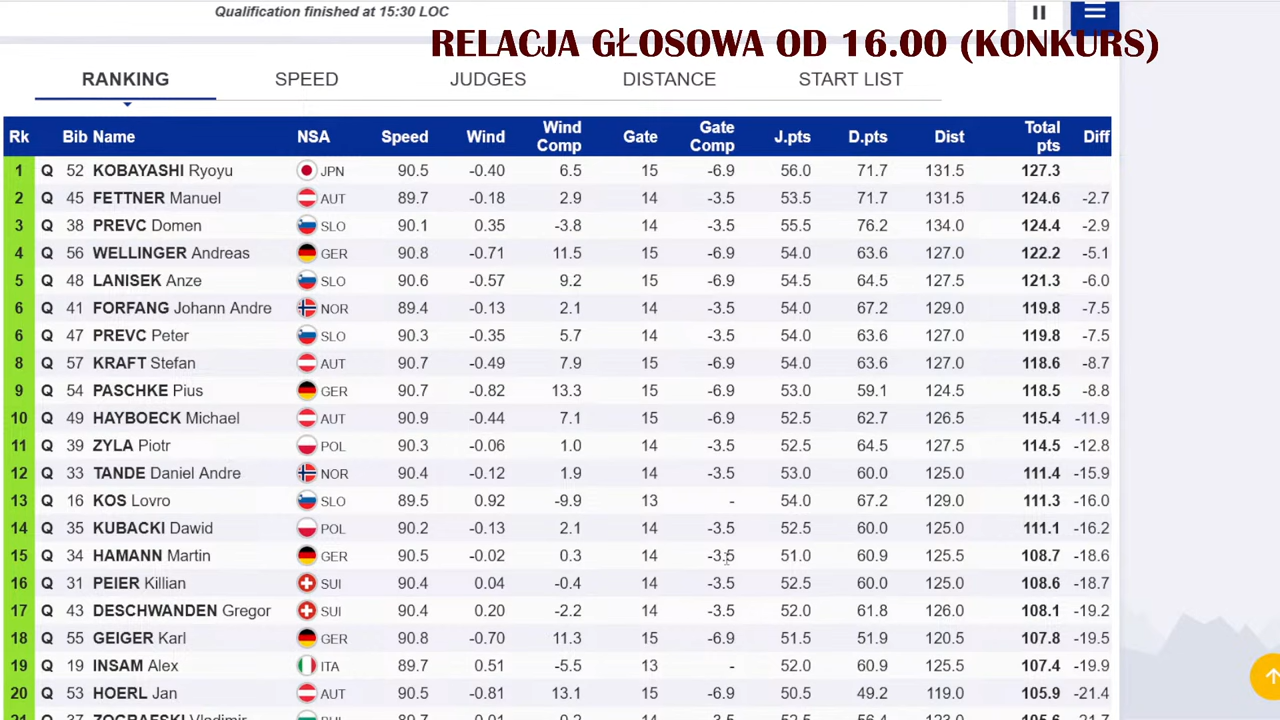 Qualification finished at 15:30 LOC
RELACJA GŁOSOWA OD 16.00 (KONKURS)
RANKING SPEED JUDGES DISTANCE START LIST
Rk Bib Name NSA Speed Wind Wind Comp Gate Gate Comp J.pts D.pts Dist Total pts Diff
1 Q 52 KOBAYASHI Ryoyu JPN 90.5 -0.40 6.5 15 -6.9 56.0 71.7 131.5 127.3
2 Q 45 FETTNER Manuel AUT 89.7 -0.18 2.9 14 -3.5 53.5 71.7 131.5 124.6 -2.7
3 Q 38 PREVC Domen SLO 90.1 0.35 -3.8 14 -3.5 55.5 76.2 134.0 124.4 -2.9
4 Q 56 WELLINGER Andreas GER 90.8 -0.71 11.5 15 -6.9 54.0 63.6 127.0 122.2 -5.1
5 Q 48 LANISEK Anze SLO 90.6 -0.57 9.2 15 -6.9 54.5 64.5 127.5 121.3 -6.0
6 Q 41 FORFANG Johann Andre NOR 89.4 -0.13 2.1 14 -3.5 54.0 67.2 129.0 119.8 -7.5
6 Q 47 PREVC Peter SLO 90.3 -0.35 5.7 14 -3.5 54.0 63.6 127.0 119.8 -7.5
8 Q 57 KRAFT Stefan AUT 90.7 -0.49 7.9 15 -6.9 54.0 63.6 127.0 118.6 -8.7
9 Q 54 PASCHKE Pius GER 90.7 -0.82 13.3 15 -6.9 53.0 59.1 124.5 118.5 -8.8
10 Q 49 HAYBOECK Michael AUT 90.9 -0.44 7.1 15 -6.9 52.5 62.7 126.5 115.4 -11.9
11 Q 39 ZYLA Piotr POL 90.3 -0.06 1.0 14 -3.5 52.5 64.5 127.5 114.5 -12.8
12 Q 33 TANDE Daniel Andre NOR 90.4 -0.12 1.9 14 -3.5 53.0 60.0 125.0 111.4 -15.9
13 Q 16 KOS Lovro SLO 89.5 0.92 -9.9 13 - 54.0 67.2 129.0 111.3 -16.0
14 Q 35 KUBACKI Dawid POL 90.2 -0.13 2.1 14 -3.5 52.5 60.0 125.0 111.1 -16.2
15 Q 34 HAMANN Martin GER 90.5 -0.02 0.3 14 -3.5 51.0 60.9 125.5 108.7 -18.6
16 Q 31 PEIER Killian SUI 90.4 0.04 -0.4 14 -3.5 52.5 60.0 125.0 108.6 -18.7
17 Q 43 DESCHWANDEN Gregor SUI 90.4 0.20 -2.2 14 -3.5 52.0 61.8 126.0 108.1 -19.2
18 Q 55 GEIGER Karl GER 90.8 -0.70 11.3 15 -6.9 51.5 51.9 120.5 107.8 -19.5
19 Q 19 INSAM Alex ITA 89.7 0.51 -5.5 13 - 52.0 60.9 125.5 107.4 -19.9
20 Q 53 HOERL Jan AUT 90.5 -0.81 13.1 15 -6.9 50.5 49.2 119.0 105.9 -21.4